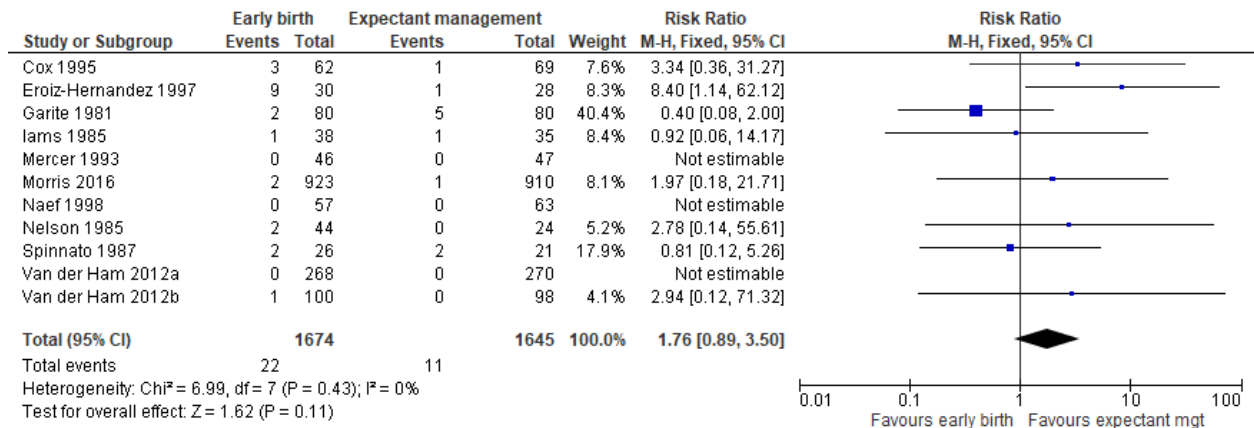 Early birth Expectant management Risk Ratio Risk Ratio
Study or Subgroup Events Total Events Total Weight M-H, Fixed, 95% CI M-H, Fixed, 95% CI
Cox 1995 3 62 1 69 7.6% 3.34 [0.36, 31.27]
Eroiz-Hernandez 1997 9 30 1 28 8.3% 8.40 [1.14, 62.12]
Garite 1981 2 80 5 80 40.4% 0.40 [0.08, 2.00]
Iams 1985 1 38 1 35 8.4% 0.92 [0.06, 14.17]
Mercer 1993 0 46 0 47 Not estimable
Morris 2016 2 923 1 910 8.1% 1.97 [0.18, 21.71]
Naef 1998 0 57 0 63 Not estimable
Nelson 1985 2 44 0 24 5.2% 2.78 [0.14, 55.61]
Spinnato 1987 2 26 2 21 17.9% 0.81 [0.12, 5.26]
Van der Ham 2012a 0 268 0 270 Not estimable
Van der Ham 2012b 1 100 0 98 4.1% 2.94 [0.12, 71.32]
Total (95% CI) 1674 1645 100.0% 1.76 [0.89, 3.50]
Total events 22 11
Heterogeneity: Chi² = 6.99, df = 7 (P = 0.43); I² = 0%
Test for overall effect: Z = 1.62 (P = 0.11)
0.01 0.1 1 10 100
Favours early birth Favours expectant mgt